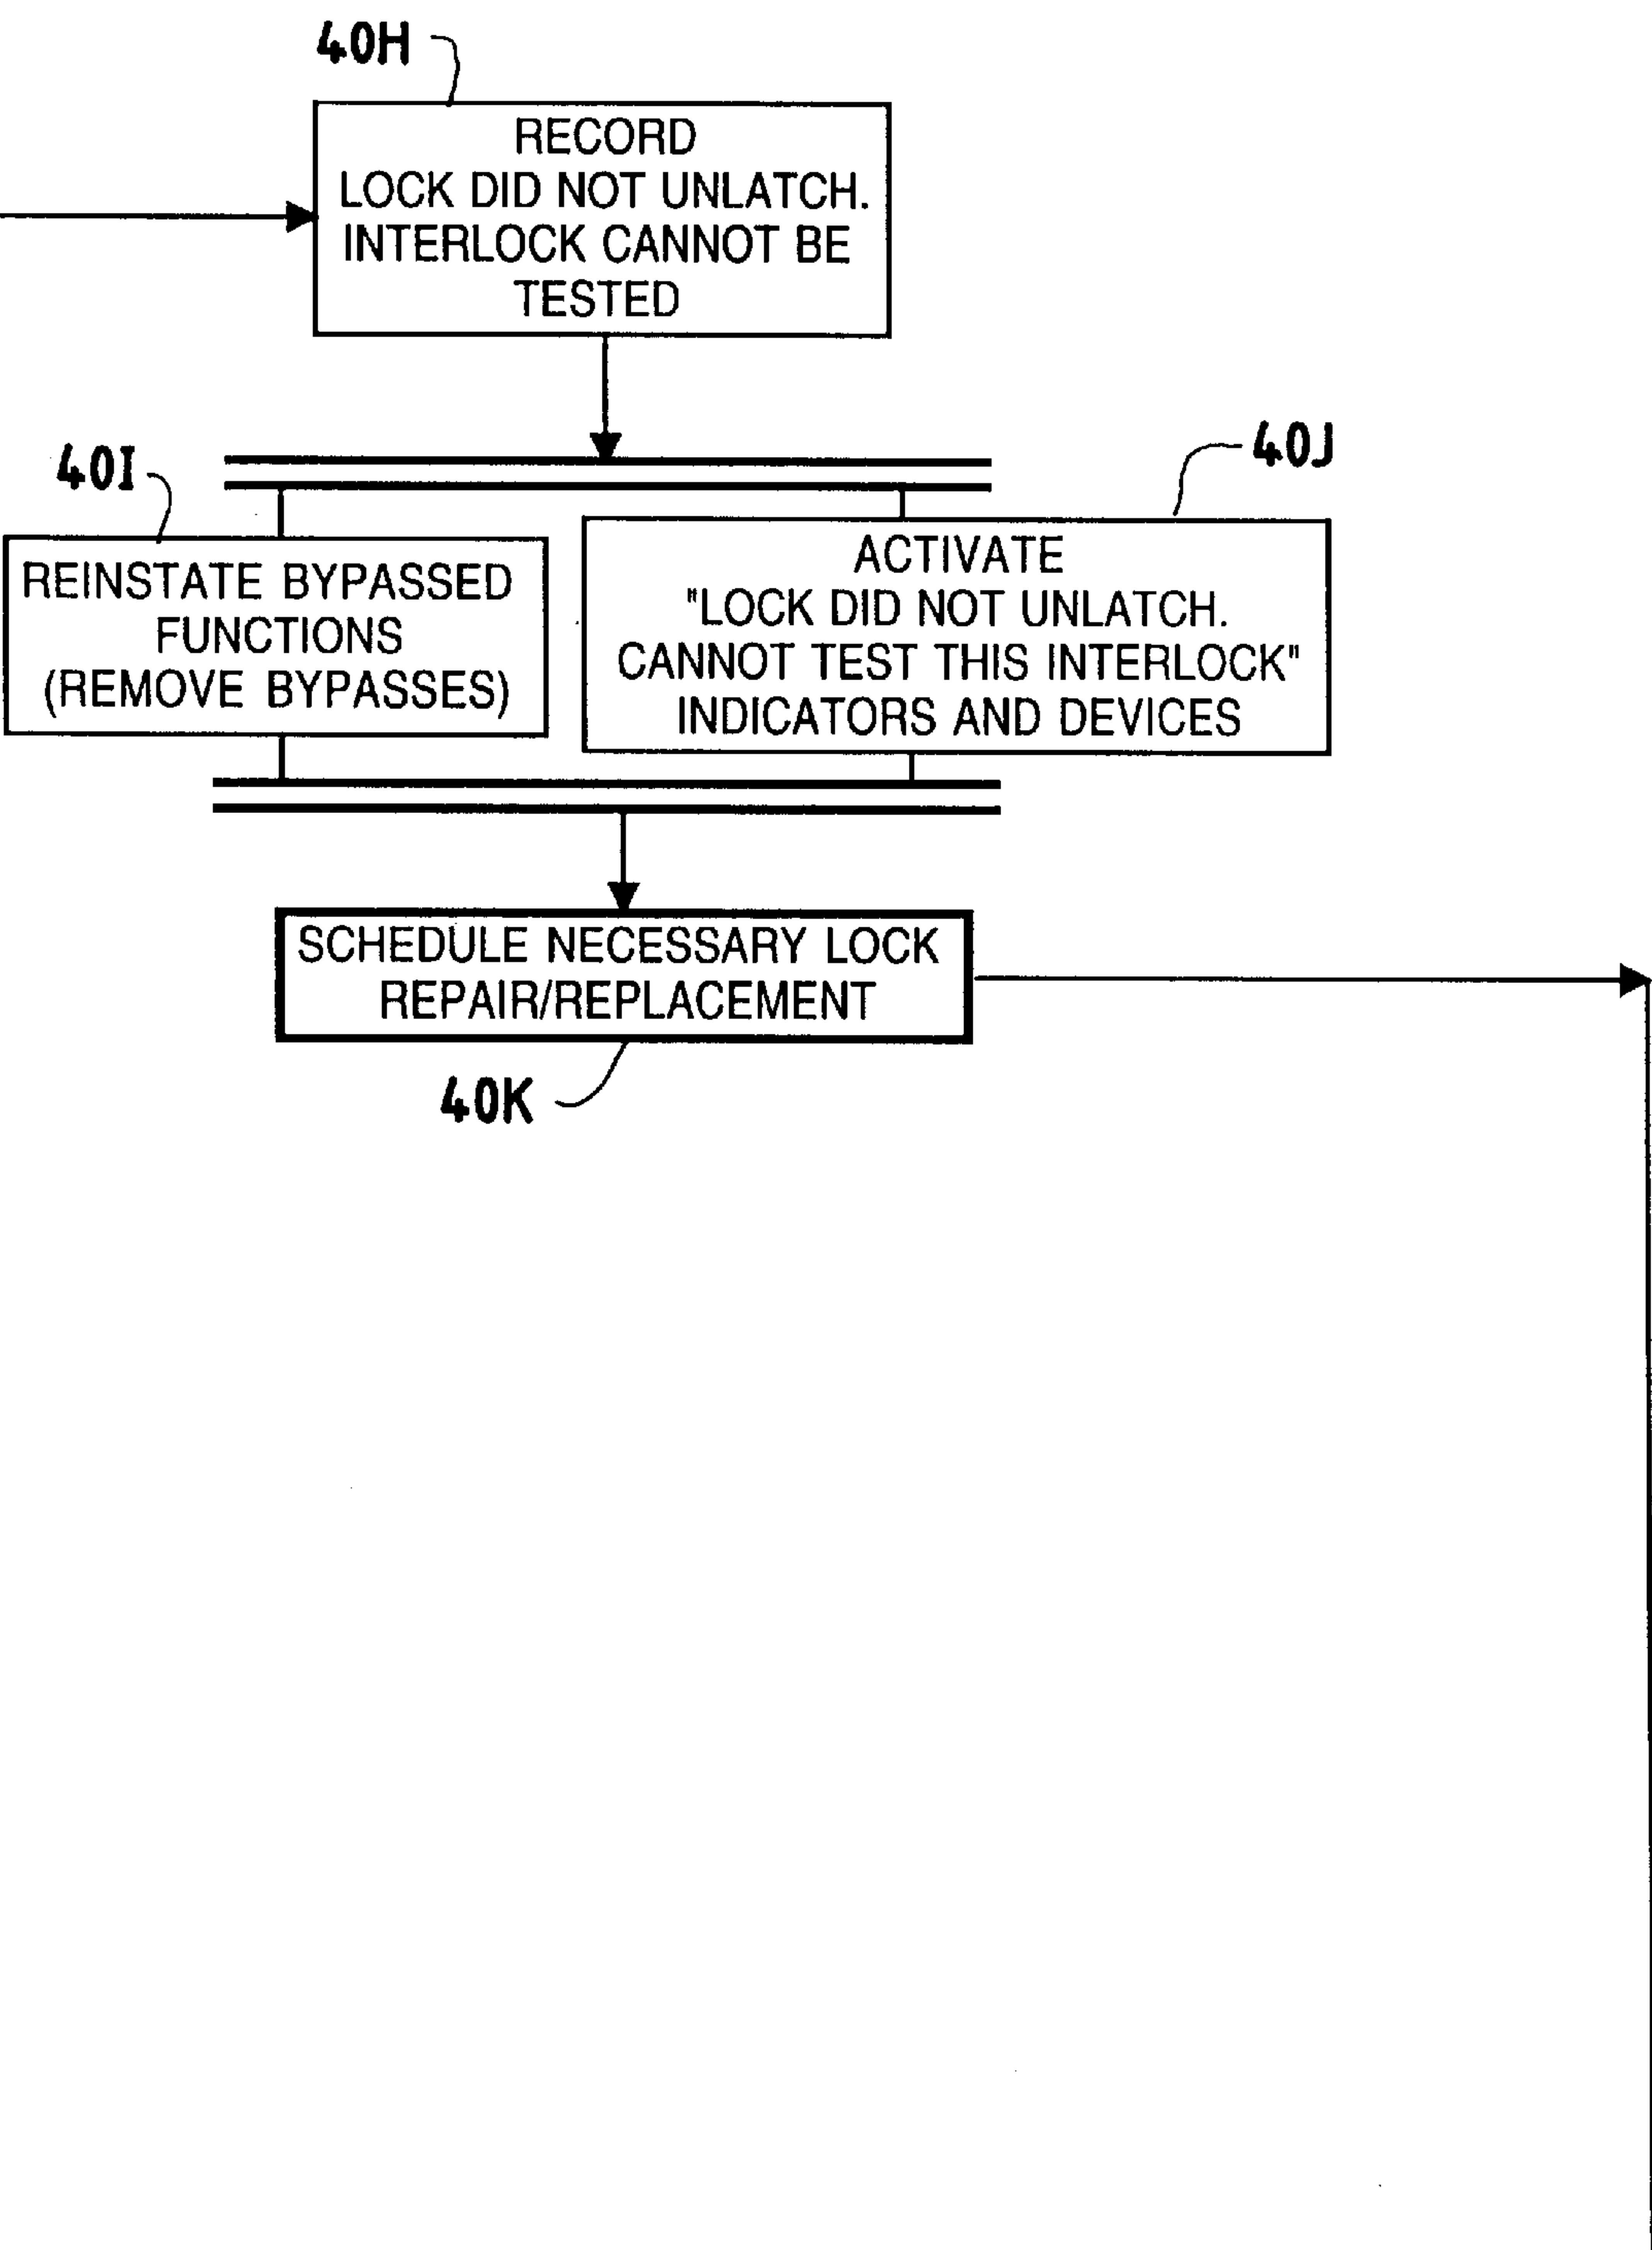 40H
RECORD
LOCK DID NOT UNLATCH.
INTERLOCK CANNOT BE
TESTED
40I
40J
REINSTATE BYPASSED
FUNCTIONS
(REMOVE BYPASSES)
ACTIVATE
"LOCK DID NOT UNLATCH.
CANNOT TEST THIS INTERLOCK"
INDICATORS AND DEVICES
SCHEDULE NECESSARY LOCK
REPAIR/REPLACEMENT
40K